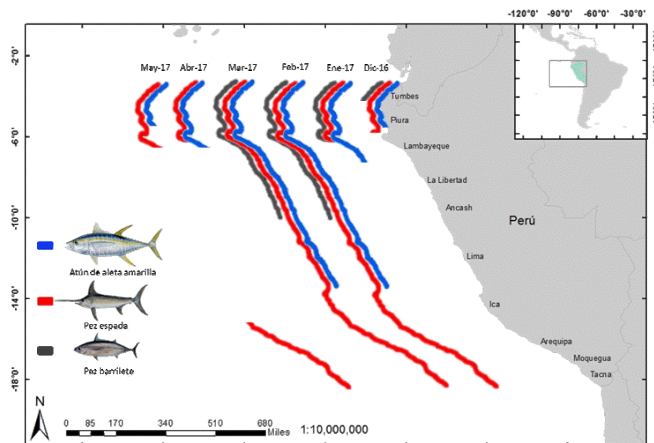 -120°0' -90°0' -60°0' -30°0'
-2°0'
May-17 Abr-17 Mar-17 Feb-17 Ene-17 Dic-16
Tumbes
Piura
-6°0'
Lambayeque
La Libertad
Ancash
Perú
-10°0'
Atún de aleta amarilla
Lima
-14°0'
Ica
Pez espada
Arequipa
Moquegua
Pez barrilete
Tacna
-18°0'
N
0 85 170 340 510 680
Miles
1:10,000,000